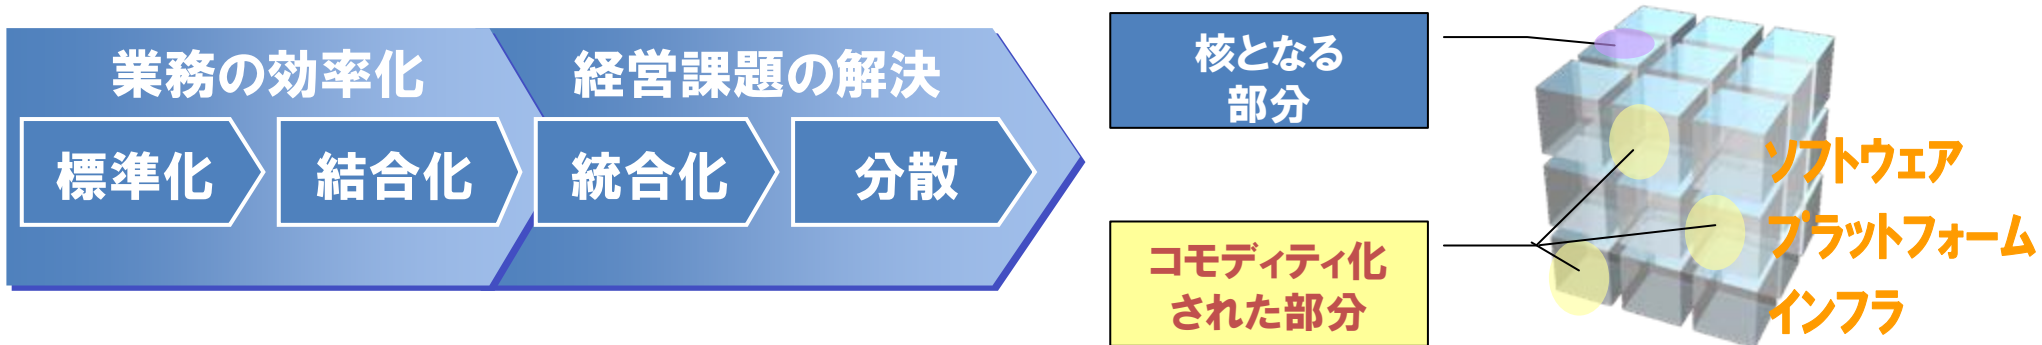 業務の効率化
経営課題の解決
標準化
結合化
統合化
分散
核となる
部分
コモディティ化
された部分
ソフトウェア
プラットフォーム
インフラ